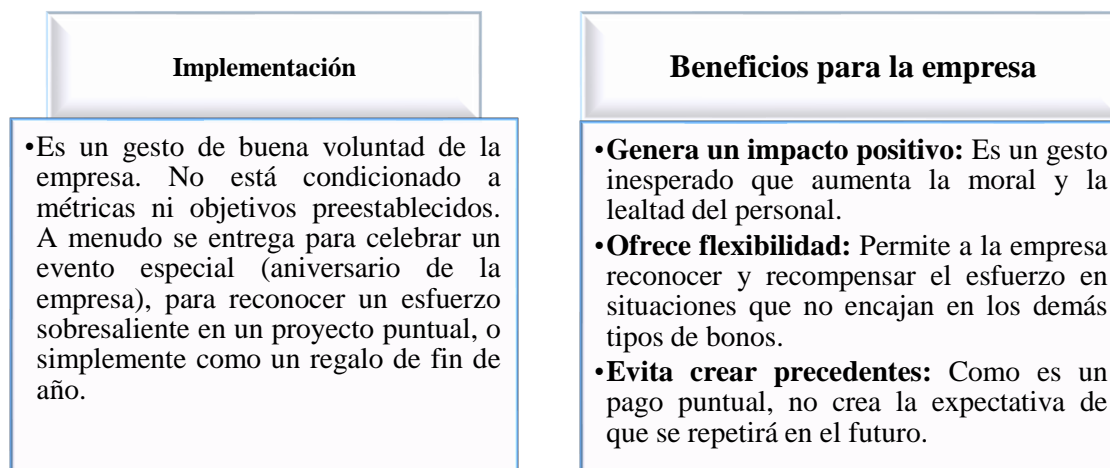 Implementación
•Es un gesto de buena voluntad de la
empresa. No está condicionado a
métricas ni objetivos preestablecidos.
A menudo se entrega para celebrar un
evento especial (aniversario de la
empresa), para reconocer un esfuerzo
sobresaliente en un proyecto puntual, o
simplemente como un regalo de fin de
año.
Beneficios para la empresa
•Genera un impacto positivo: Es un gesto
inesperado que aumenta la moral y la
lealtad del personal.
•Ofrece flexibilidad: Permite a la empresa
reconocer y recompensar el esfuerzo en
situaciones que no encajan en los demás
tipos de bonos.
•Evita crear precedentes: Como es un
pago puntual, no crea la expectativa de
que se repetirá en el futuro.